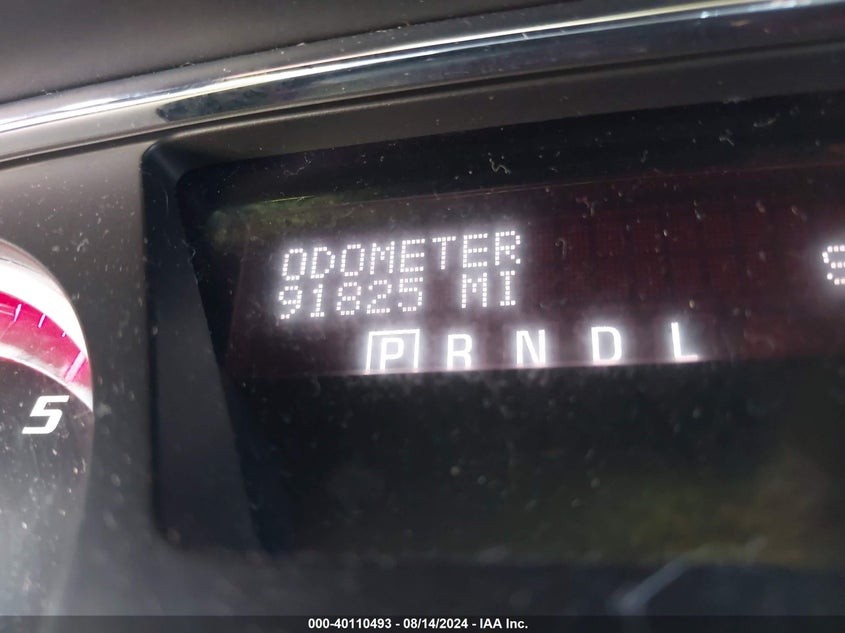 ODOMETER
91825 MI
P R N D L
5
000-40110493 - 08/14/2024 - IAA Inc.